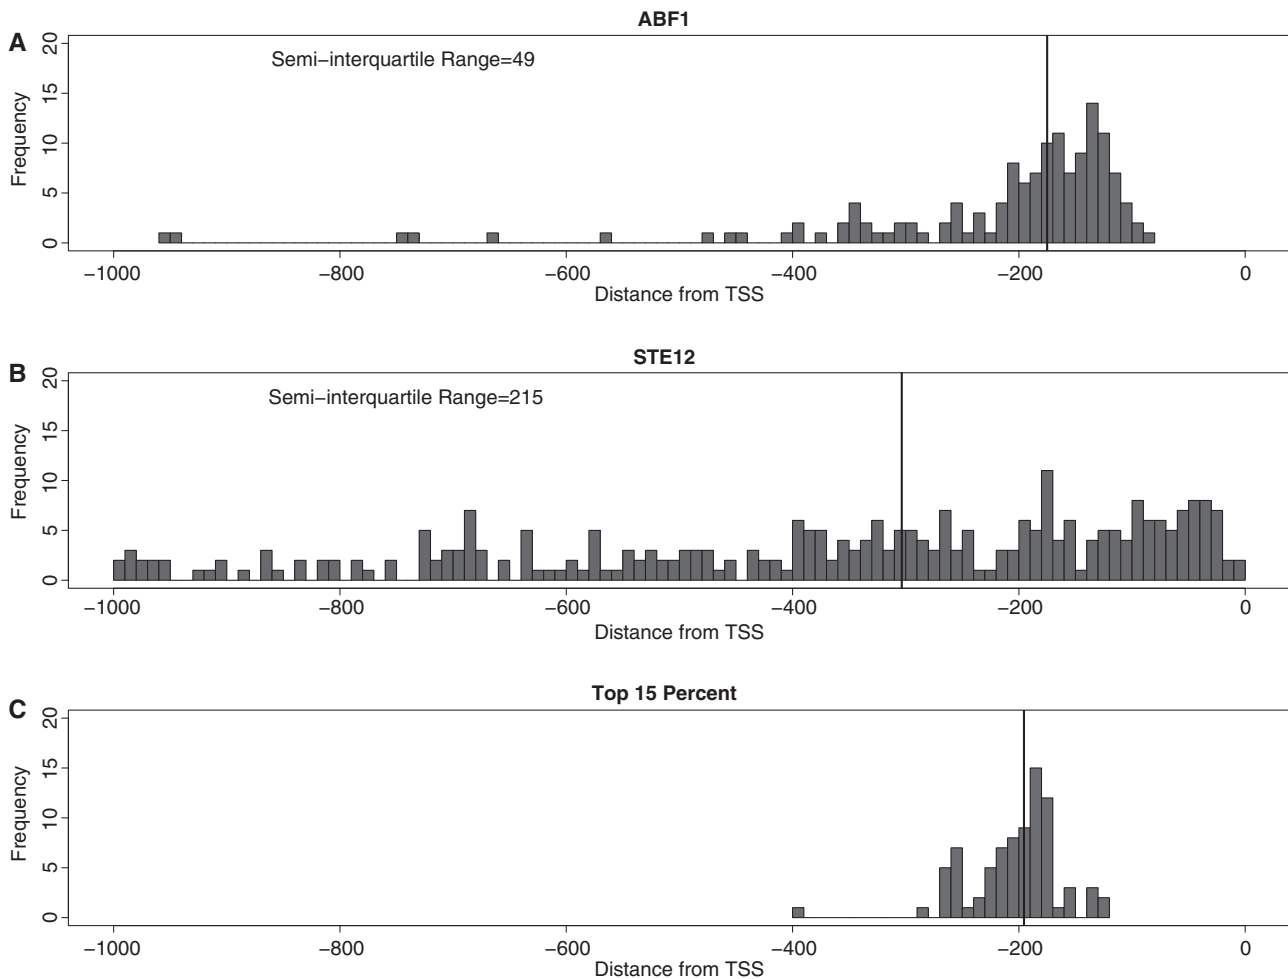 ABF1
A
Semi−interquartile Range=49
Frequency
20
15
10
5
0
−1000 −800 −600 −400 −200 0
Distance from TSS
STE12
B
Semi−interquartile Range=215
Frequency
20
15
10
5
0
−1000 −800 −600 −400 −200 0
Distance from TSS
Top 15 Percent
C
Frequency
20
15
10
5
0
−1000 −800 −600 −400 −200 0
Distance from TSS